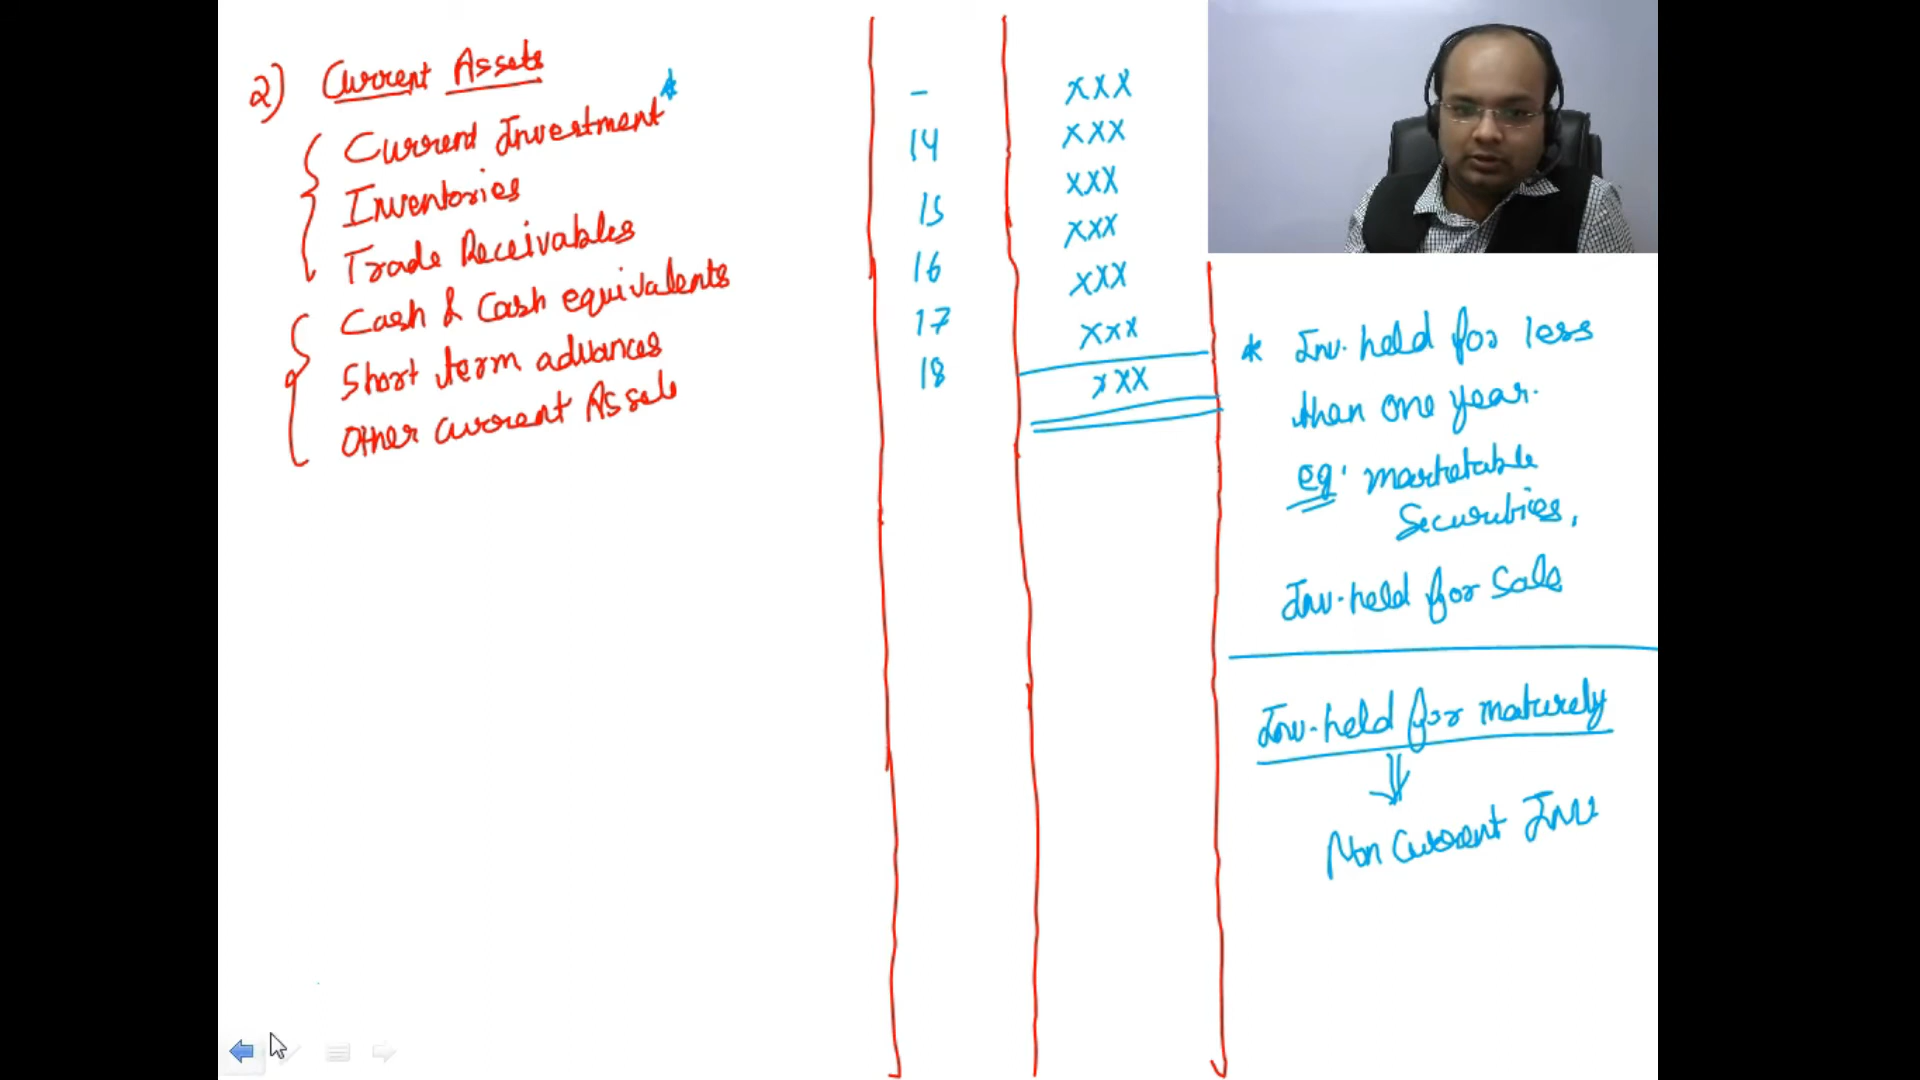 2) Current Assets
Current Investment* - xxx
Inventories 14 xxx
Trade Receivables 15 xxx
Cash & Cash equivalents 16 xxx
Short term advances 17 xxx
Other current Assets 18 xxx
xxx
* Inv. held for less
than one year.
eg: marketable
Securities,
Inv. held for Sale
Inv. held for maturely
Non Current Inv